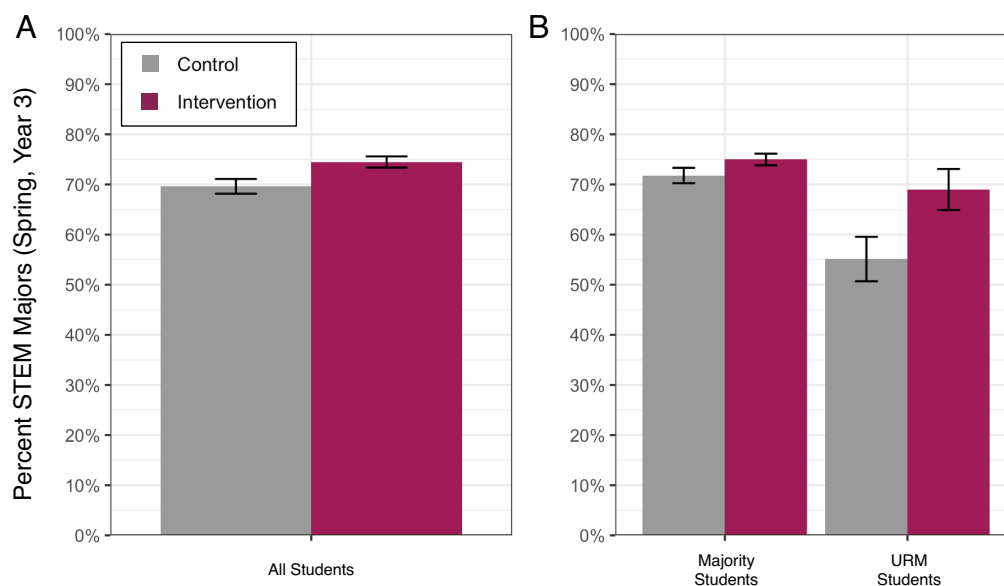 A
B
Percent STEM Majors (Spring, Year 3)
100%
90%
80%
70%
60%
50%
40%
30%
20%
10%
0%
Control
Intervention
All Students
100%
90%
80%
70%
60%
50%
40%
30%
20%
10%
0%
Majority
Students
URM
Students